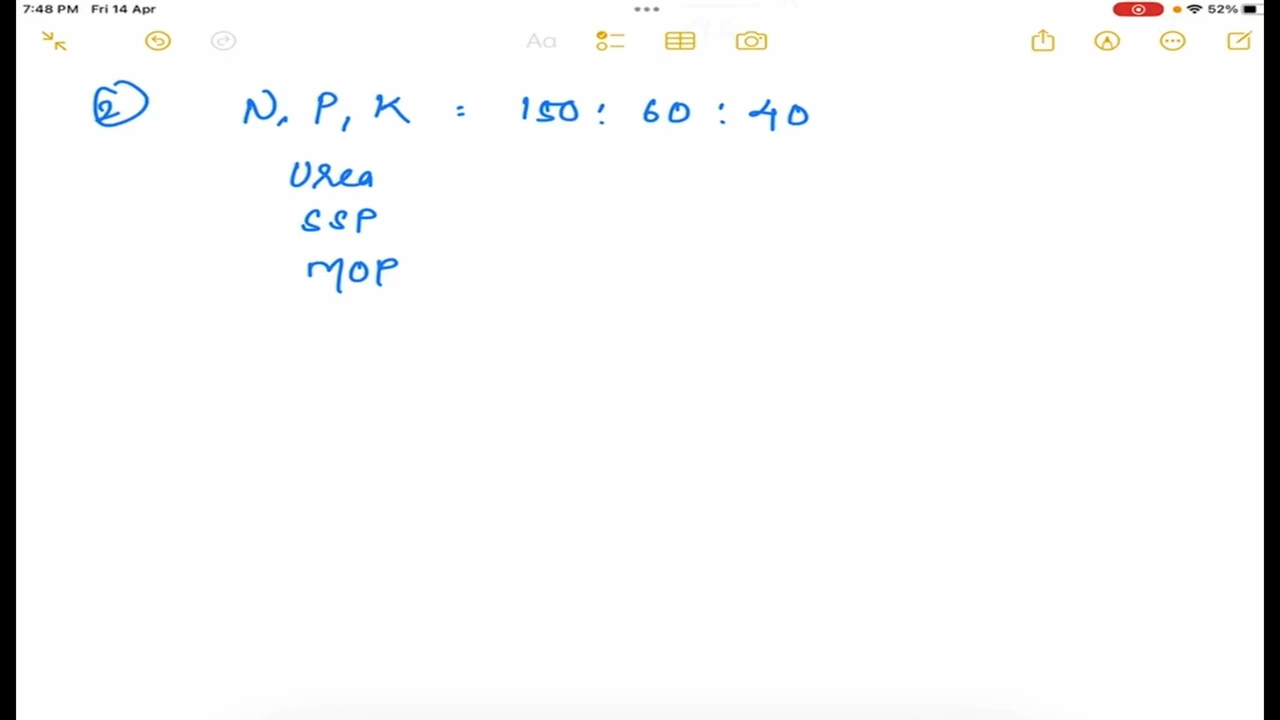 7:48 PM Fri 14 Apr
52%
Aa
2 N, P, K = 150 : 60 : 40
Urea
SSP
MOP